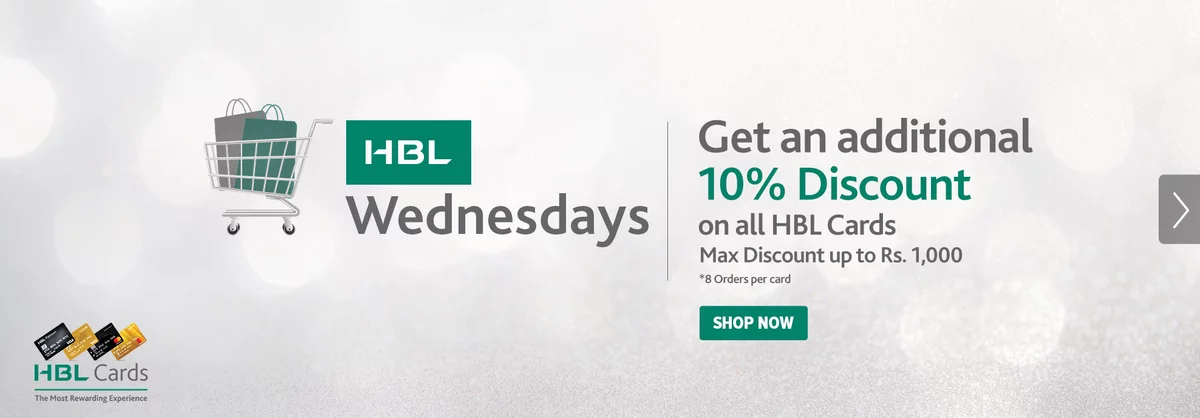 HBL
Wednesdays
Get an additional
10% Discount
on all HBL Cards
Max Discount up to Rs. 1,000
*8 Orders per card
SHOP NOW
HBL Cards
The Most Rewarding Experience